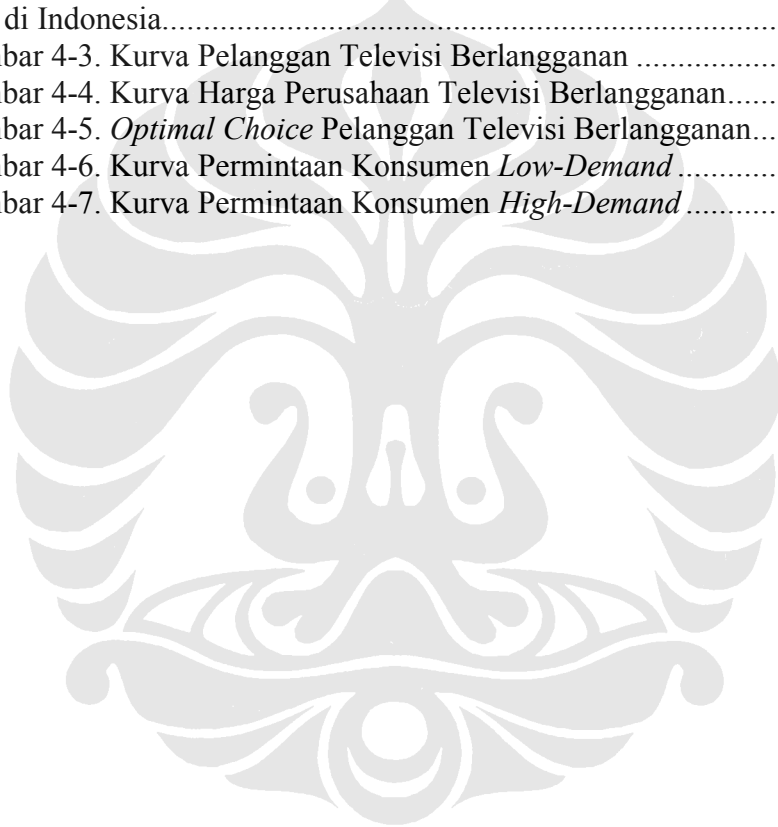 di Indonesia.......................................................................................
bar 4-3. Kurva Pelanggan Televisi Berlangganan ....................
bar 4-4. Kurva Harga Perusahaan Televisi Berlangganan......
bar 4-5. Optimal Choice Pelanggan Televisi Berlangganan...
bar 4-6. Kurva Permintaan Konsumen Low-Demand .............
bar 4-7. Kurva Permintaan Konsumen High-Demand ............